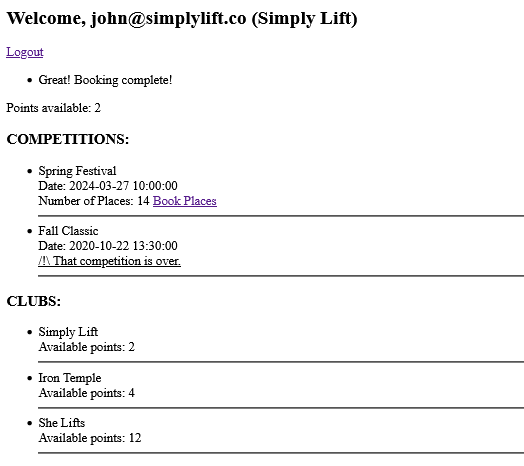 Welcome, john@simplylift.co (Simply Lift)
Logout
Great! Booking complete!
Points available: 2
COMPETITIONS:
Spring Festival
Date: 2024-03-27 10:00:00
Number of Places: 14 Book Places
Fall Classic
Date: 2020-10-22 13:30:00
/!\ That competition is over.
CLUBS:
Simply Lift
Available points: 2
Iron Temple
Available points: 4
She Lifts
Available points: 12